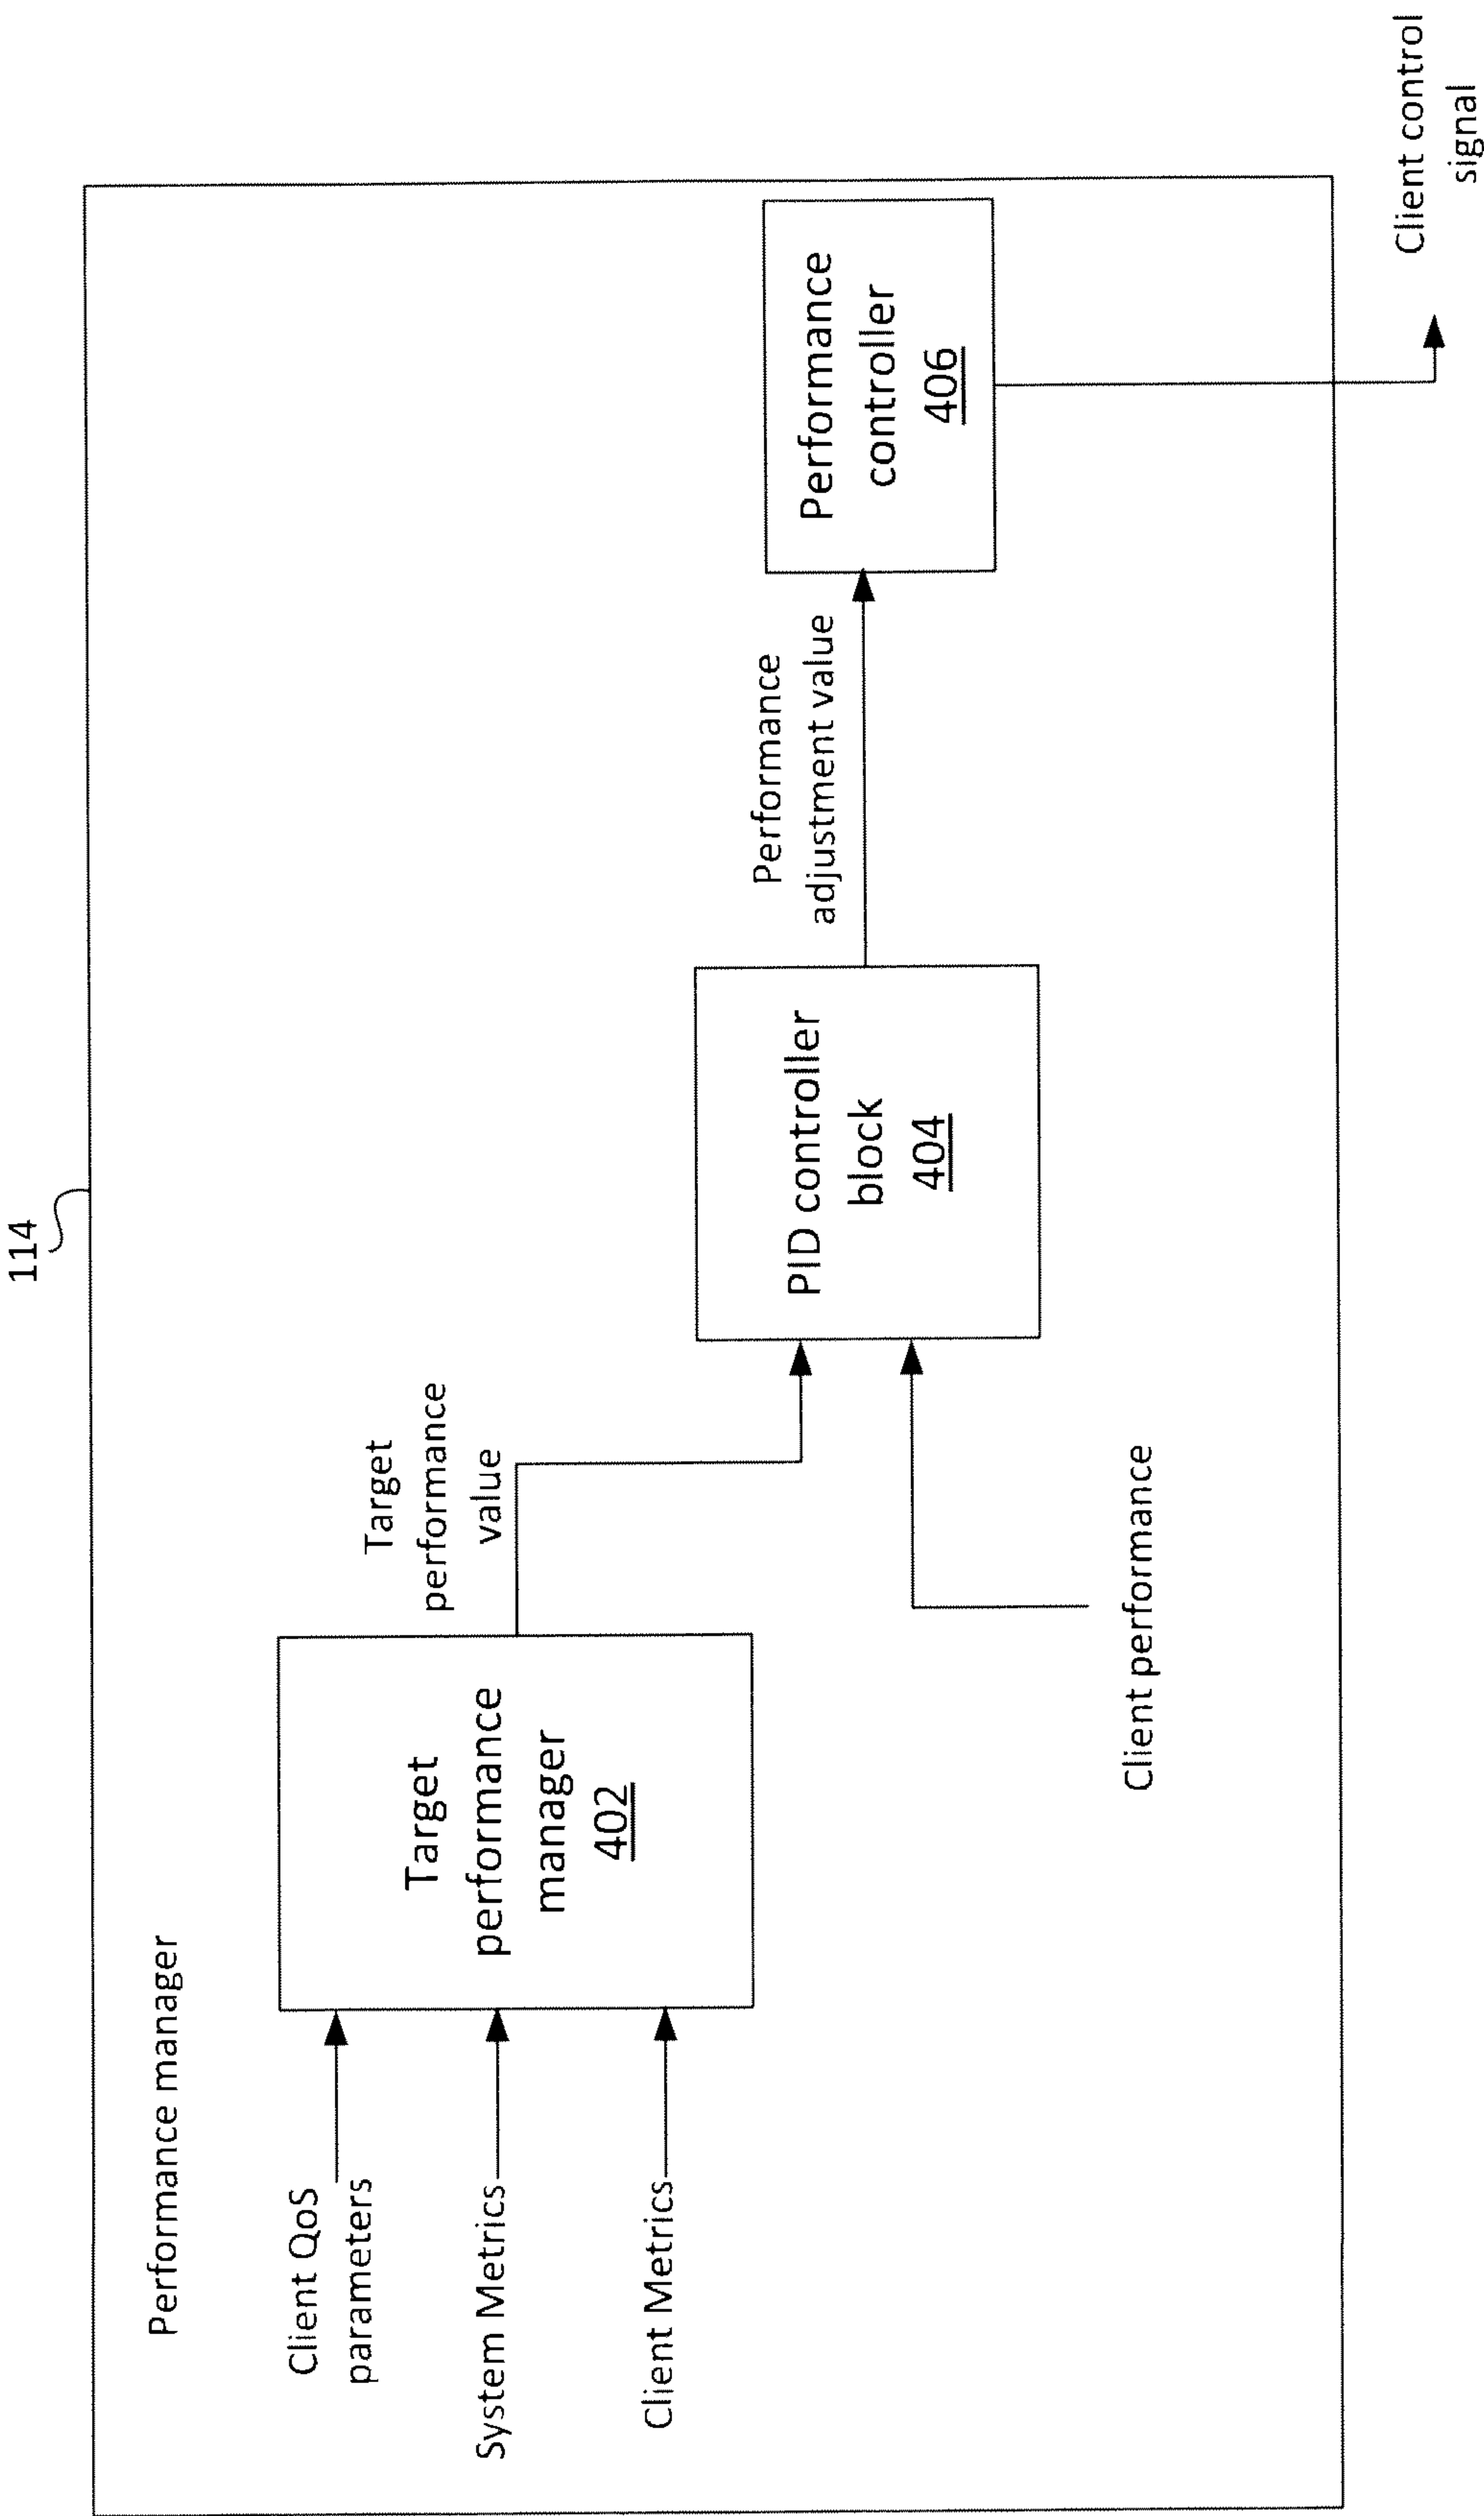 114
Performance manager
Client QoS
parameters
System Metrics
Client Metrics
Target
performance
manager
402
Target
performance
value
Client performance
PID controller
block
404
Performance
adjustment value
Performance
controller
406
Client control
signal